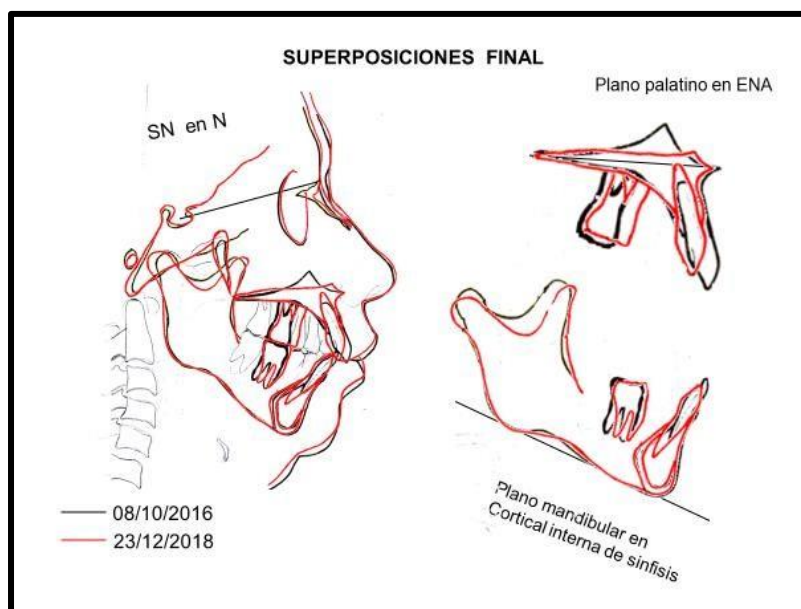 SUPERPOSICIONES FINAL
Plano palatino en ENA
SN en N
Plano mandibular en
Cortical interna de sinfisis
08/10/2016
23/12/2018